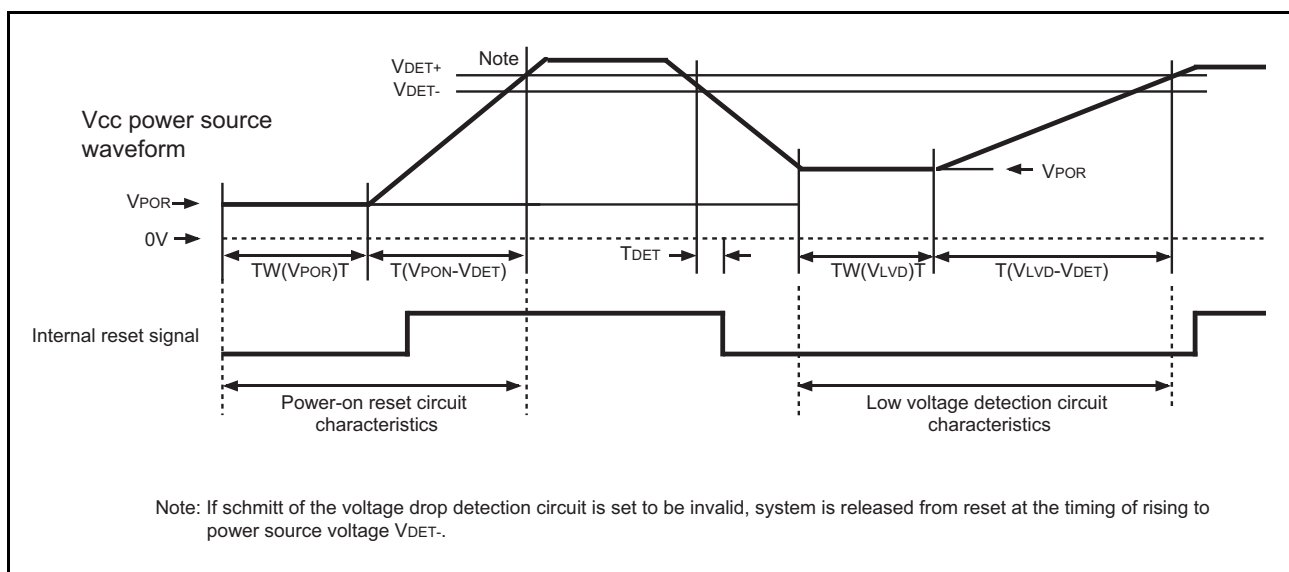 VDET+
Note
VDET-
Vcc power source
waveform
VPOR
VPOR
0V
TDET
TW(VPOR)T
T(VPON-VDET)
TW(VLVD)T
T(VLVD-VDET)
Internal reset signal
Power-on reset circuit
characteristics
Low voltage detection circuit
characteristics
Note: If schmitt of the voltage drop detection circuit is set to be invalid, system is released from reset at the timing of rising to
power source voltage VDET-.